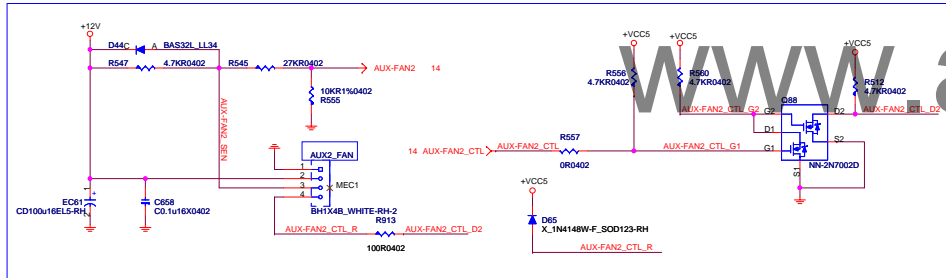 +12V
D44 C A BAS32L_LL34
R547 4.7KR0402 R545 27KR0402
AUX-FAN2 14
10KR1%0402
R555
AUX-FAN2_SEN
AUX2_FAN
1
2
3
4
MEC1
BH1X4B_WHITE-RH-2
1
+
2
EC61
CD100u16EL5-RH
C658
C0.1u16X0402
R913
AUX-FAN2_CTL_R AUX-FAN2_CTL_D2
100R0402
+VCC5
D65
X_1N4148W-F_SOD123-RH
AUX-FAN2_CTL_R
14 AUX-FAN2_CTL AUX-FAN2_CTL
R557
0R0402
AUX-FAN2_CTL_G1
+VCC5 +VCC5 +VCC5
R556
4.7KR0402
R560
4.7KR0402
R512
4.7KR0402
AUX-FAN2_CTL_G2
Q88
G2 D2 AUX-FAN2_CTL_D2
D1
G1 S2
S1
NN-2N7002D
www.a